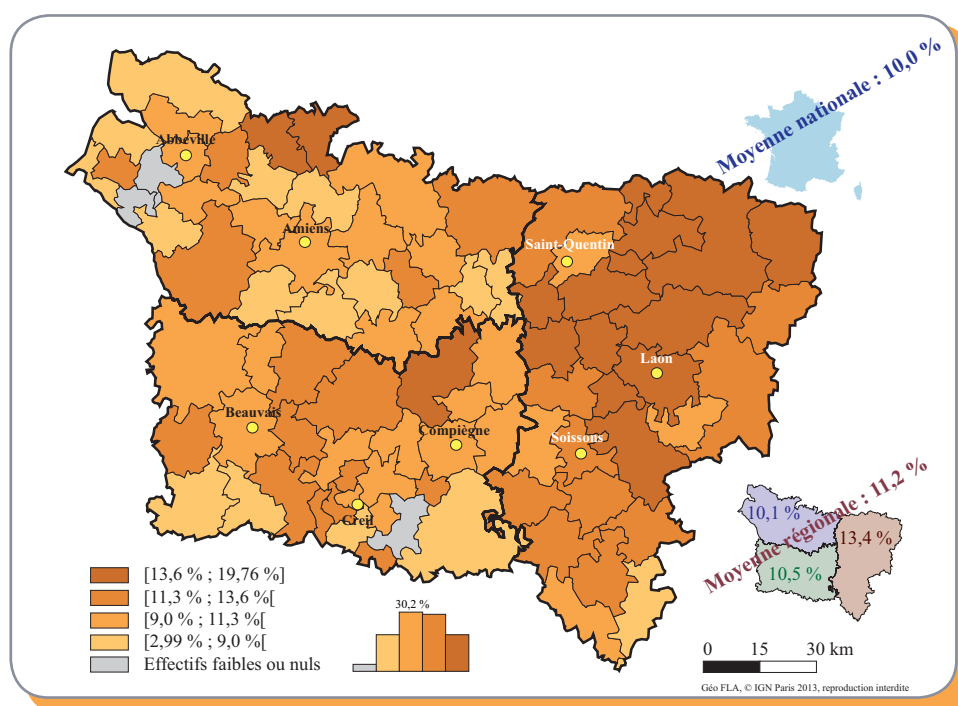 Moyenne nationale : 10,0 %
Abbeville
Amiens
Saint-Quentin
Laon
Beauvais
Compiègne
Soissons
Creil
Moyenne régionale : 11,2 %
10,1 %
13,4 %
10,5 %
[13,6 % ; 19,76 %]
[11,3 % ; 13,6 %[
[9,0 % ; 11,3 %[
[2,99 % ; 9,0 %[
Effectifs faibles ou nuls
30,2 %
0 15 30 km
Géo FLA, © IGN Paris 2013, reproduction interdite